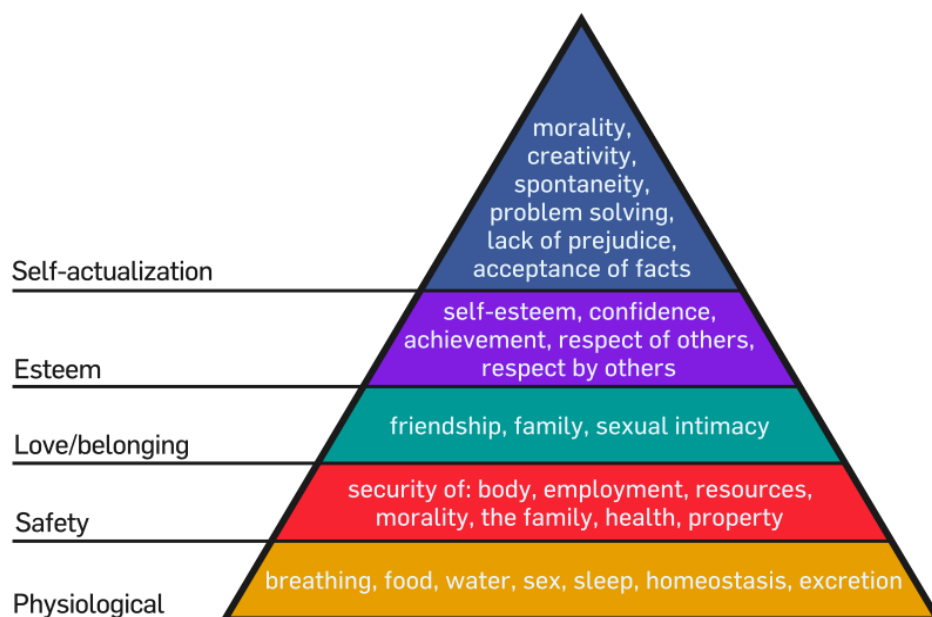 morality,
creativity,
spontaneity,
problem solving,
lack of prejudice,
acceptance of facts
Self-actualization
self-esteem, confidence,
achievement, respect of others,
respect by others
Esteem
friendship, family, sexual intimacy
Love/belonging
security of: body, employment, resources,
morality, the family, health, property
Safety
breathing, food, water, sex, sleep, homeostasis, excretion
Physiological